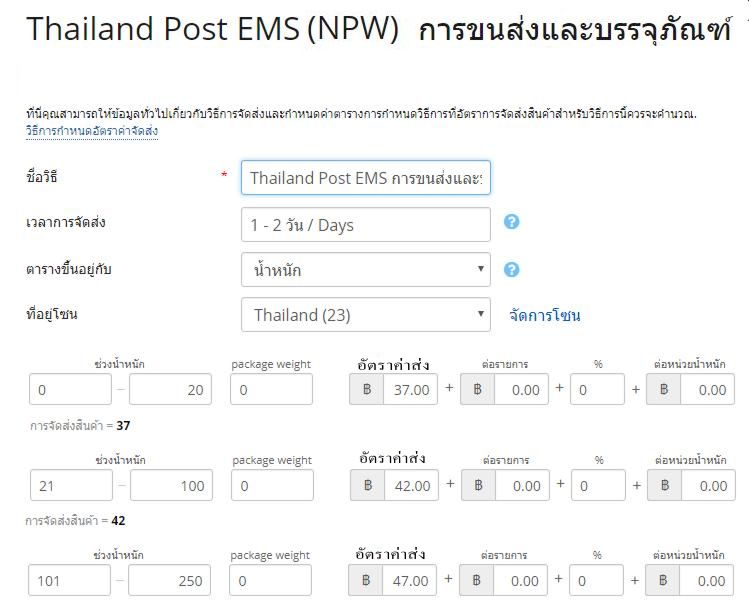 Thailand Post EMS (NPW) การขนส่งและบรรจุภัณฑ์
ที่นี่คุณสามารถให้ข้อมูลทั่วไปเกี่ยวกับวิธีการจัดส่งและกำหนดค่าตารางการกำหนดวิธีการที่อัตราการจัดส่งสินค้าสำหรับวิธีการนี้ควรจะคำนวณ.
วิธีการกำหนดอัตราค่าจัดส่ง
ชื่อวิธี * Thailand Post EMS การขนส่งและ
เวลาการจัดส่ง 1 - 2 วัน / Days ?
ตารางขึ้นอยู่กับ น้ำหนัก ?
ที่อยู่โซน Thailand (23) จัดการโซน
ช่วงน้ำหนัก package weight อัตราค่าส่ง ต่อรายการ % ต่อหน่วยน้ำหนัก
0 – 20 0 ฿ 37.00 + ฿ 0.00 + 0 + ฿ 0.00
การจัดส่งสินค้า = 37
ช่วงน้ำหนัก package weight อัตราค่าส่ง ต่อรายการ % ต่อหน่วยน้ำหนัก
21 – 100 0 ฿ 42.00 + ฿ 0.00 + 0 + ฿ 0.00
การจัดส่งสินค้า = 42
ช่วงน้ำหนัก package weight อัตราค่าส่ง ต่อรายการ % ต่อหน่วยน้ำหนัก
101 – 250 0 ฿ 47.00 + ฿ 0.00 + 0 + ฿ 0.00